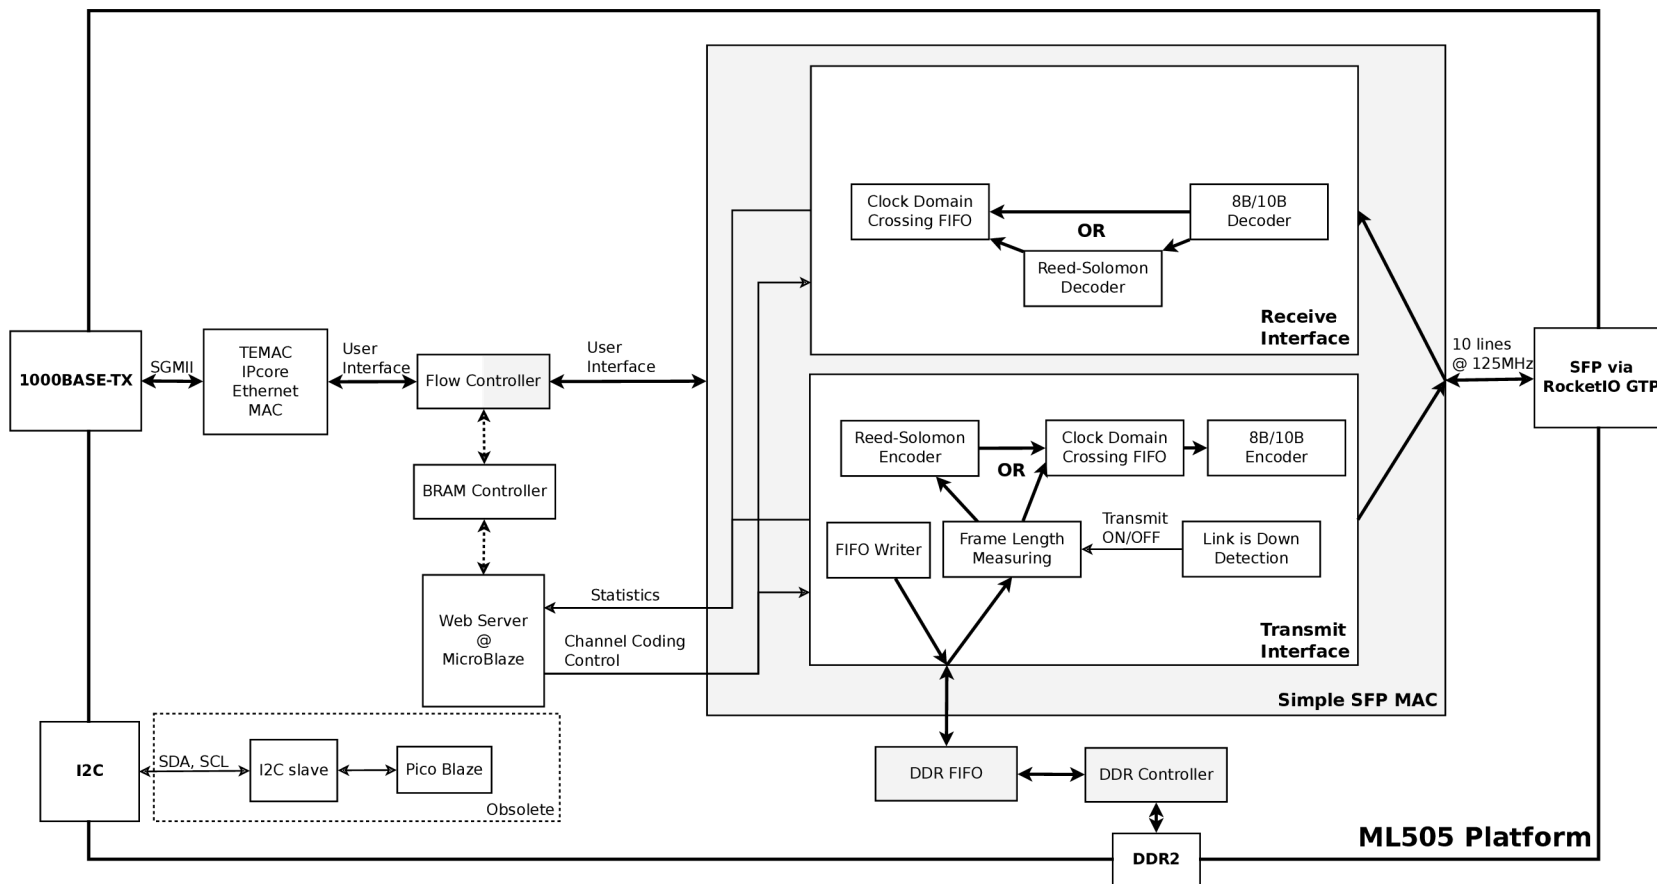 Clock Domain
Crossing FIFO
8B/10B
Decoder
OR
Reed-Solomon
Decoder
Receive
Interface
1000BASE-TX
SGMII
TEMAC
IPcore
Ethernet
MAC
User
Interface
Flow Controller
User
Interface
10 lines
@ 125MHz
SFP via
RocketIO GTP
Reed-Solomon
Encoder
OR
Clock Domain
Crossing FIFO
8B/10B
Encoder
BRAM Controller
FIFO Writer
Frame Length
Measuring
Transmit
ON/OFF
Link is Down
Detection
Transmit
Interface
Statistics
Web Server
@
MicroBlaze
Channel Coding
Control
Simple SFP MAC
I2C
SDA, SCL
I2C slave
Pico Blaze
Obsolete
DDR FIFO
DDR Controller
DDR2
ML505 Platform